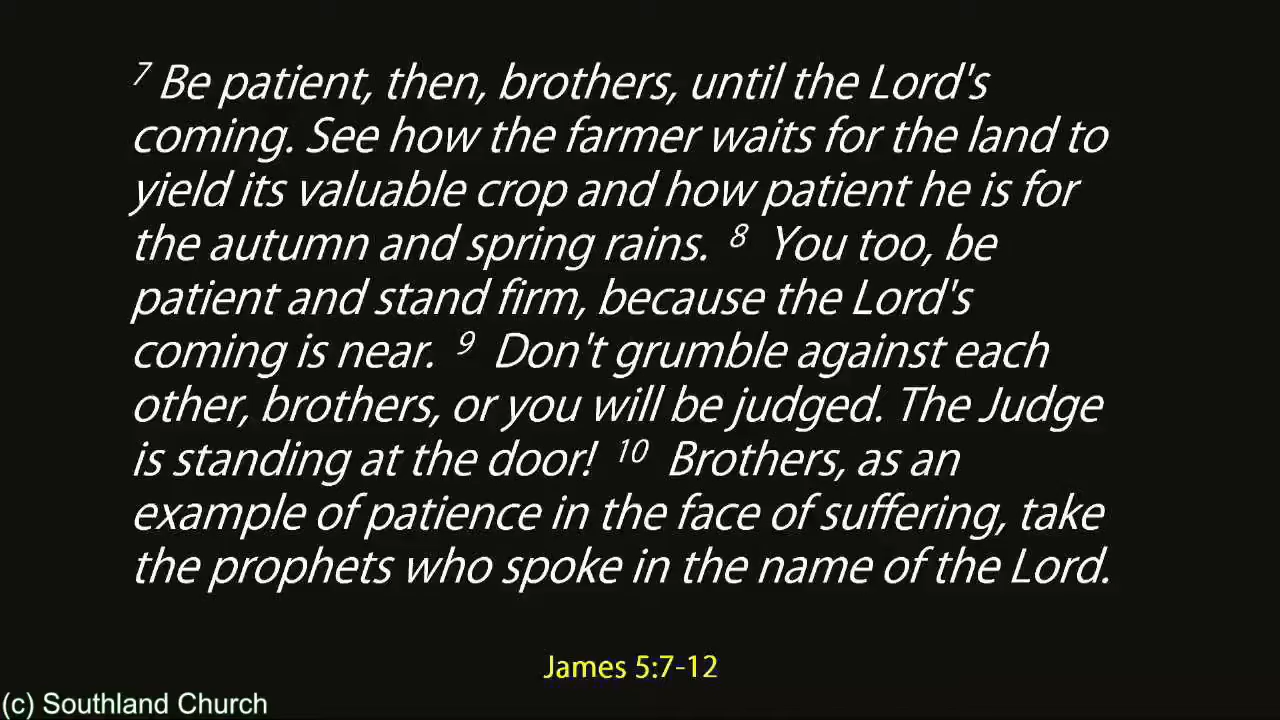 7 Be patient, then, brothers, until the Lord's
coming. See how the farmer waits for the land to
yield its valuable crop and how patient he is for
the autumn and spring rains. 8 You too, be
patient and stand firm, because the Lord's
coming is near. 9 Don't grumble against each
other, brothers, or you will be judged. The Judge
is standing at the door! 10 Brothers, as an
example of patience in the face of suffering, take
the prophets who spoke in the name of the Lord.
James 5:7-12
(c) Southland Church